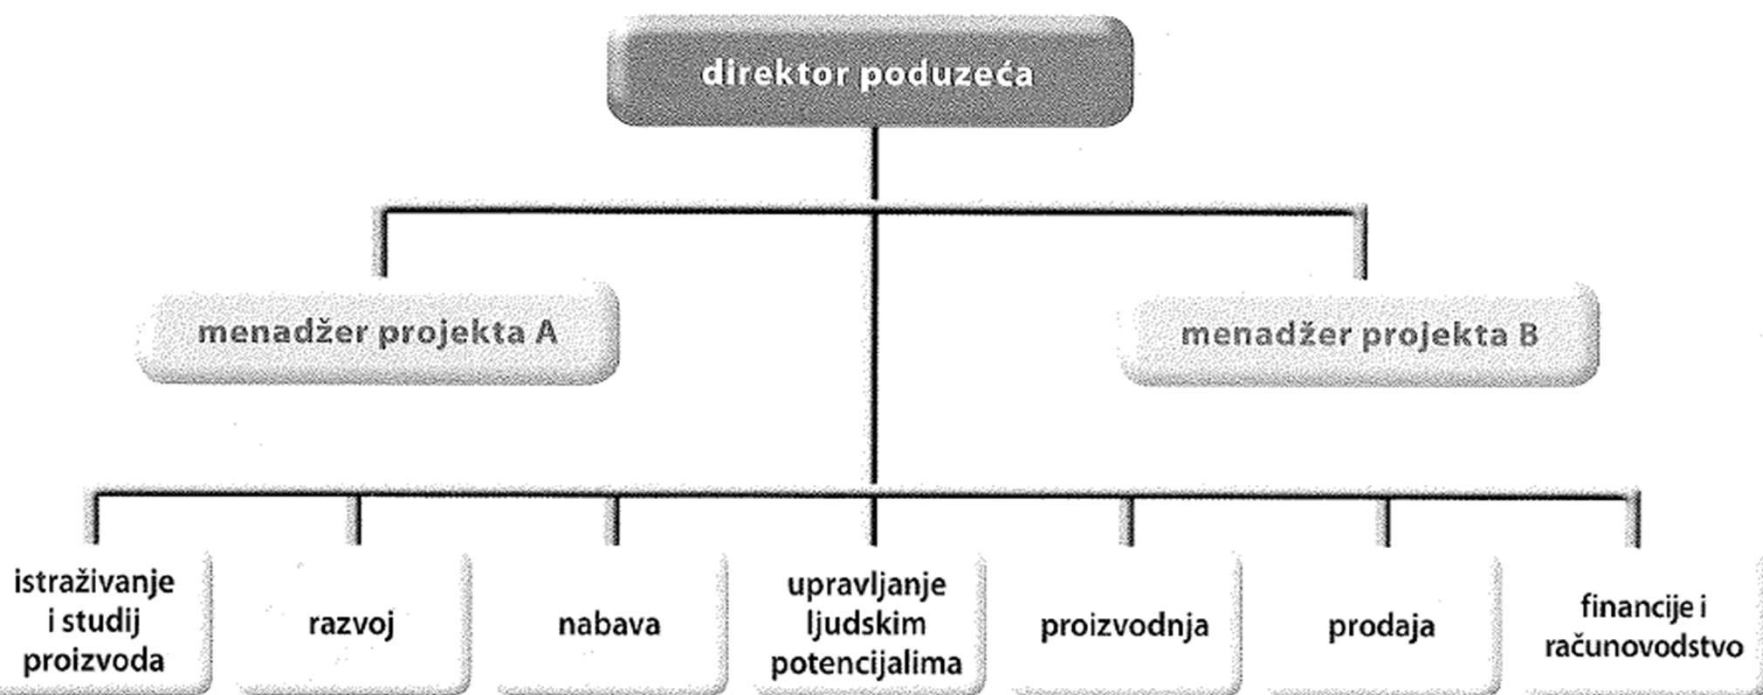 direktor poduzeća
menadžer projekta A
menadžer projekta B
istraživanje
i studij
proizvoda
razvoj
nabava
upravljanje
ljudskim
potencijalima
proizvodnja
prodaja
financije i
računovodstvo